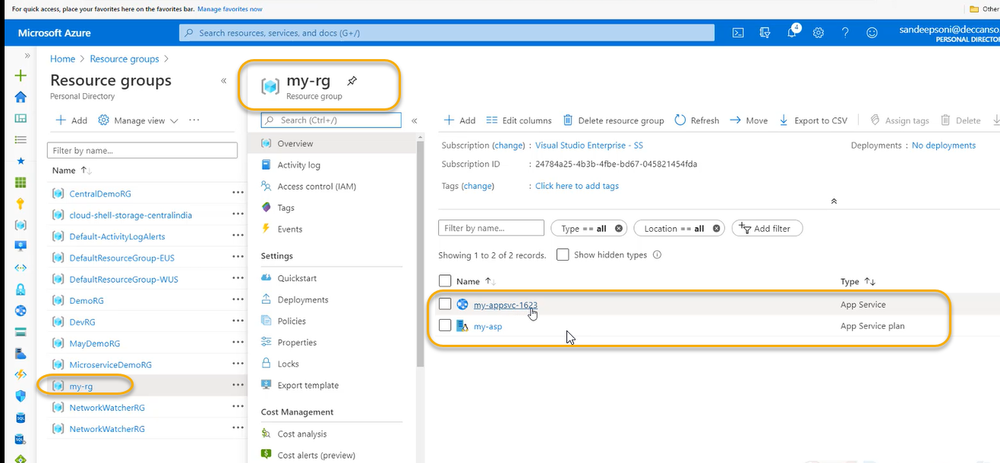 For quick access, place your favorites here on the favorites bar. Manage favorites now
Other
Microsoft Azure
Search resources, services, and docs (G+/)
4
sandeepsoni@deccanso
PERSONAL DIRECTO
Home > Resource groups >
Resource groups
Personal Directory
Add Manage view
Filter by name...
Name
CentralDemoRG
cloud-shell-storage-centralindia
Default-ActivityLogAlerts
DefaultResourceGroup-EUS
DefaultResourceGroup-WUS
DemoRG
DevRG
MayDemoRG
MicroserviceDemoRG
my-rg
NetworkWatcherRG
NetworkWatcherRG
my-rg
Resource group
Search (Ctrl+/)
Overview
Activity log
Access control (IAM)
Tags
Events
Settings
Quickstart
Deployments
Policies
Properties
Locks
Export template
Cost Management
Cost analysis
Cost alerts (preview)
Add Edit columns Delete resource group Refresh Move Export to CSV Assign tags Delete
Subscription (change) : Visual Studio Enterprise - SS
Deployments : No deployments
Subscription ID : 24784a25-4b3b-4fbe-bd67-045821454fda
Tags (change) : Click here to add tags
Filter by name... Type == all Location == all Add filter
Showing 1 to 2 of 2 records. Show hidden types
Name Type
my-appsvc-1623 App Service
my-asp App Service plan